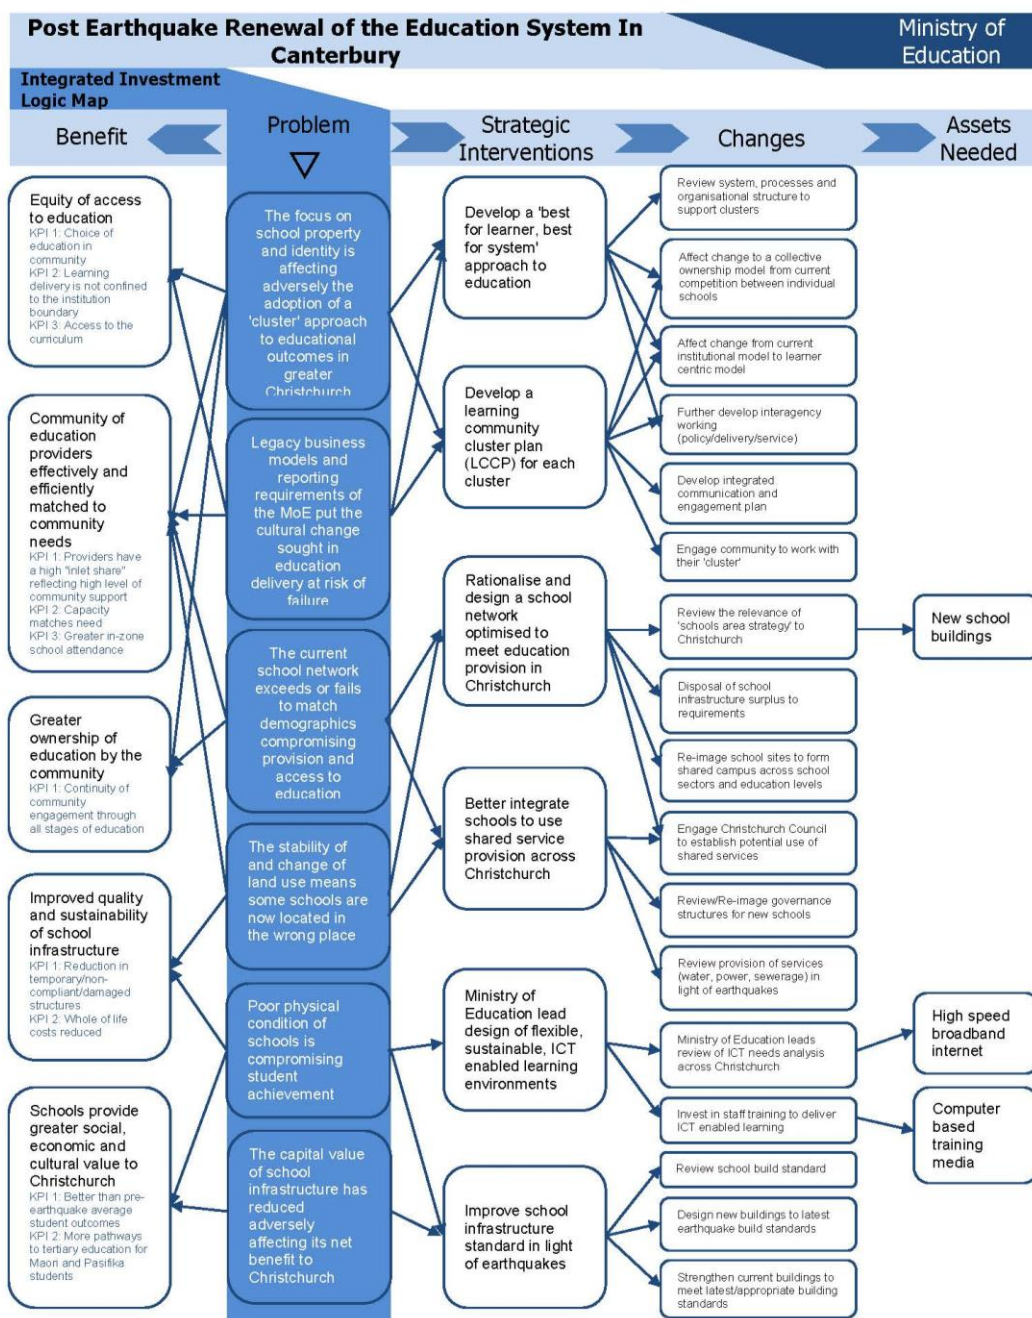 Post Earthquake Renewal of the Education System In
Canterbury
Ministry of
Education
Integrated Investment
Logic Map
Benefit
Problem
Strategic
Interventions
Changes
Assets
Needed
Equity of access
to education
KPI 1: Choice of
education in
community
KPI 2: Learning
delivery is not confined
to the institution
boundary
KPI 3: Access to the
curriculum
Community of
education
providers
effectively and
efficiently
matched to
community
needs
KPI 1: Providers have
a high "inlet share"
reflecting high level of
community support
KPI 2: Capacity
matches need
KPI 3: Greater in-zone
school attendance
Greater
ownership of
education by the
community
KPI 1: Continuity of
community
engagement through
all stages of education
Improved quality
and sustainability
of school
infrastructure
KPI 1: Reduction in
temporary/non-
compliant/damaged
structures
KPI 2: Whole of life
costs reduced
Schools provide
greater social,
economic and
cultural value to
Christchurch
KPI 1: Better than pre-
earthquake average
student outcomes
KPI 2: More pathways
to tertiary education for
Maori and Pasifika
students
The focus on
school property
and identity is
affecting
adversely the
adoption of a
'cluster' approach
to educational
outcomes in
greater
Christchurch
Legacy business
models and
reporting
requirements of
the MoE put the
cultural change
sought in
education
delivery at risk of
failure
The current
school network
exceeds or fails
to match
demographics
compromising
provision and
access to
education
The stability of
and change of
land use means
some schools are
now located in
the wrong place
Poor physical
condition of
schools is
compromising
student
achievement
The capital value
of school
infrastructure has
reduced
adversely
affecting its net
benefit to
Christchurch
Develop a 'best
for learner, best
for system'
approach to
education
Develop a
learning
community
cluster plan
(LCCP) for each
cluster
Rationalise and
design a school
network
optimised to
meet education
provision in
Christchurch
Better integrate
schools to use
shared service
provision across
Christchurch
Ministry of
Education lead
design of flexible,
sustainable, ICT
enabled learning
environments
Improve school
infrastructure
standard in light
of earthquakes
Review system, processes and
organisational structure to
support clusters
Affect change to a collective
ownership model from current
competition between individual
schools
Affect change from current
institutional model to learner
centric model
Further develop interagency
working
(policy/delivery/service)
Develop integrated
communication and
engagement plan
Engage community to work with
their 'cluster'
Review the relevance of
'schools area strategy' to
Christchurch
Disposal of school
infrastructure surplus to
requirements
Re-image school sites to form
shared campus across school
sectors and education levels
Engage Christchurch Council
to establish potential use of
shared services
Review/Re-image governance
structures for new schools
Review provision of services
(water, power, sewerage) in
light of earthquakes
Ministry of Education leads
review of ICT needs analysis
across Christchurch
Invest in staff training to deliver
ICT enabled learning
Review school build standard
Design new buildings to latest
earthquake build standards
Strengthen current buildings to
meet latest/appropriate building
standards
New school
buildings
High speed
broadband
internet
Computer
based
training
media